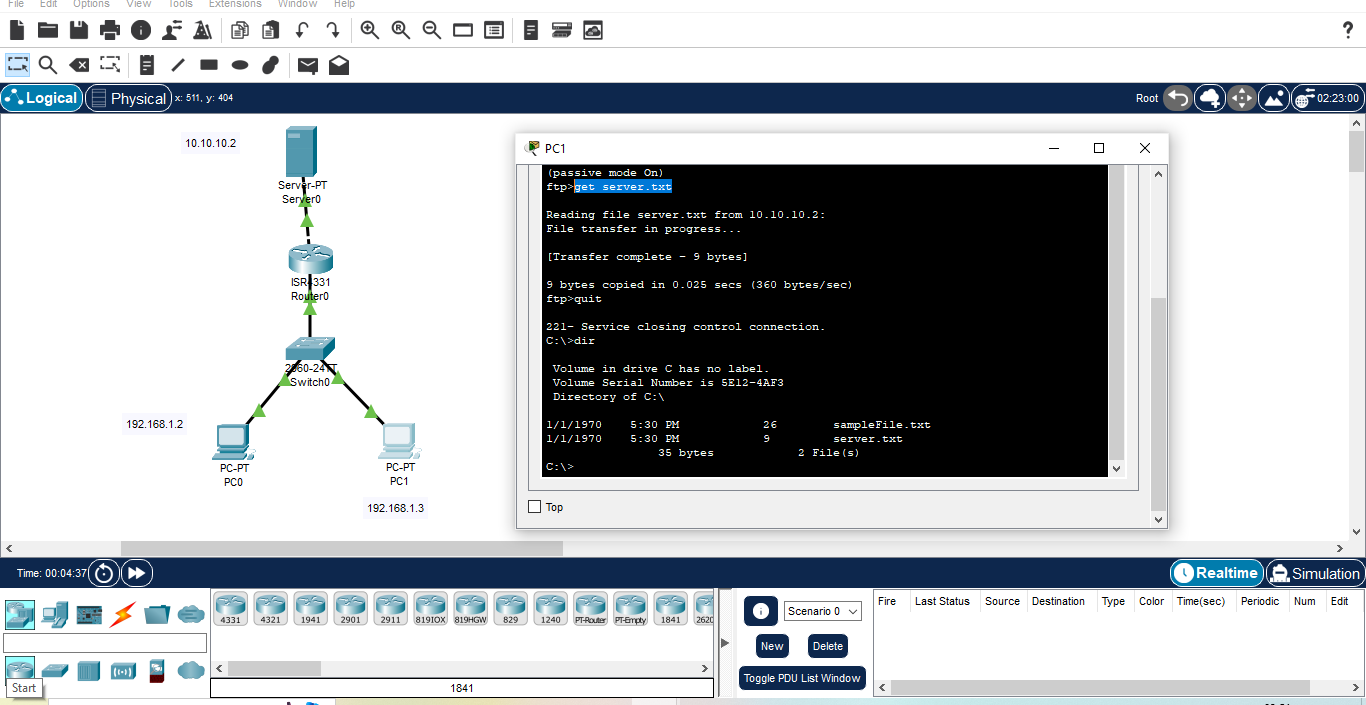 File Edit Options View Tools Extensions Window Help
?
Logical Physical x: 511, y: 404 Root 02:23:00
10.10.10.2
Server-PT
Server0
ISR4331
Router0
2960-24TT
Switch0
192.168.1.2
PC-PT
PC0
PC-PT
PC1
192.168.1.3
PC1
(passive mode On)
ftp>get server.txt
Reading file server.txt from 10.10.10.2:
File transfer in progress...
[Transfer complete - 9 bytes]
9 bytes copied in 0.025 secs (360 bytes/sec)
ftp>quit
221- Service closing control connection.
C:\>dir
Volume in drive C has no label.
Volume Serial Number is 5E12-4AF3
Directory of C:\
1/1/1970 5:30 PM 26 sampleFile.txt
1/1/1970 5:30 PM 9 server.txt
35 bytes 2 File(s)
C:\>
Top
Time: 00:04:37 Realtime Simulation
4331 4321 1941 2901 2911 819IOX 819HGW 829 1240 PT-Router PT-Empty 1841 2620
1841
Start
Scenario 0
New Delete
Toggle PDU List Window
Fire Last Status Source Destination Type Color Time(sec) Periodic Num Edit